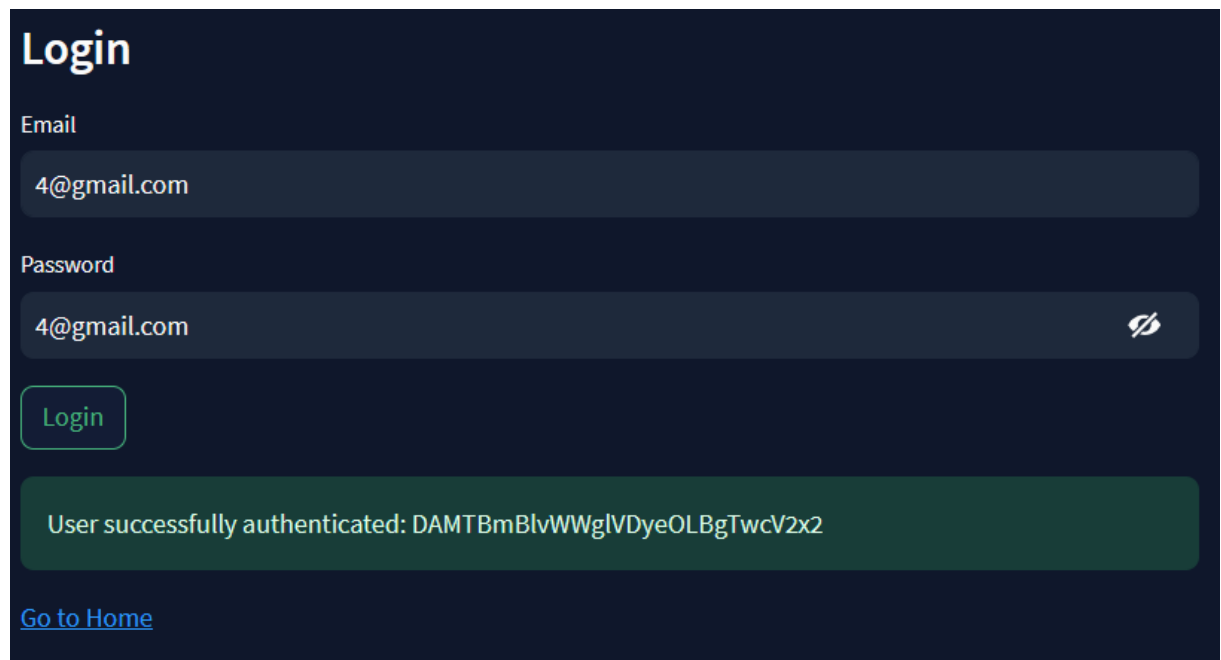 Login
Email
4@gmail.com
Password
4@gmail.com
Login
User successfully authenticated: DAMTBmBlvWWglVDyeOLBgTwcV2x2
Go to Home